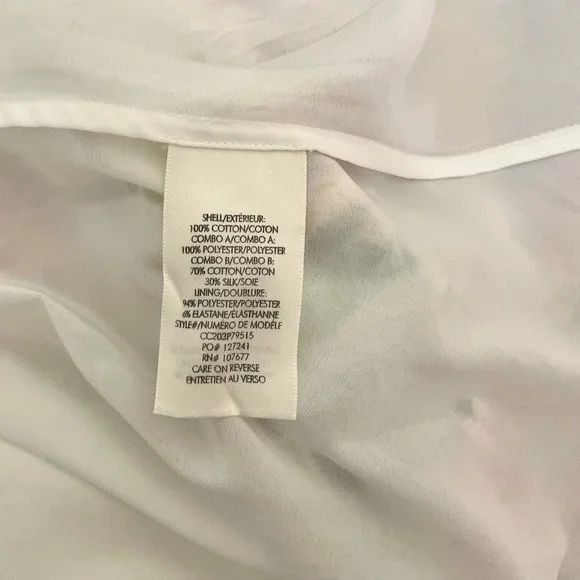 SHELL/EXTÉRIEUR:
100% COTTON/COTON
COMBO A/COMBO A:
100% POLYESTER/POLYESTER
COMBO B/COMBO B:
70% COTTON/COTON
30% SILK/SOIE
LINING/DOUBLURE:
94% POLYESTER/POLYESTER
6% ELASTANE/ÉLASTHANNE
STYLE#/NUMÉRO DE MODÈLE
CC203P79515
PO# 127241
RN# 107677
CARE ON REVERSE
ENTRETIEN AU VERSO